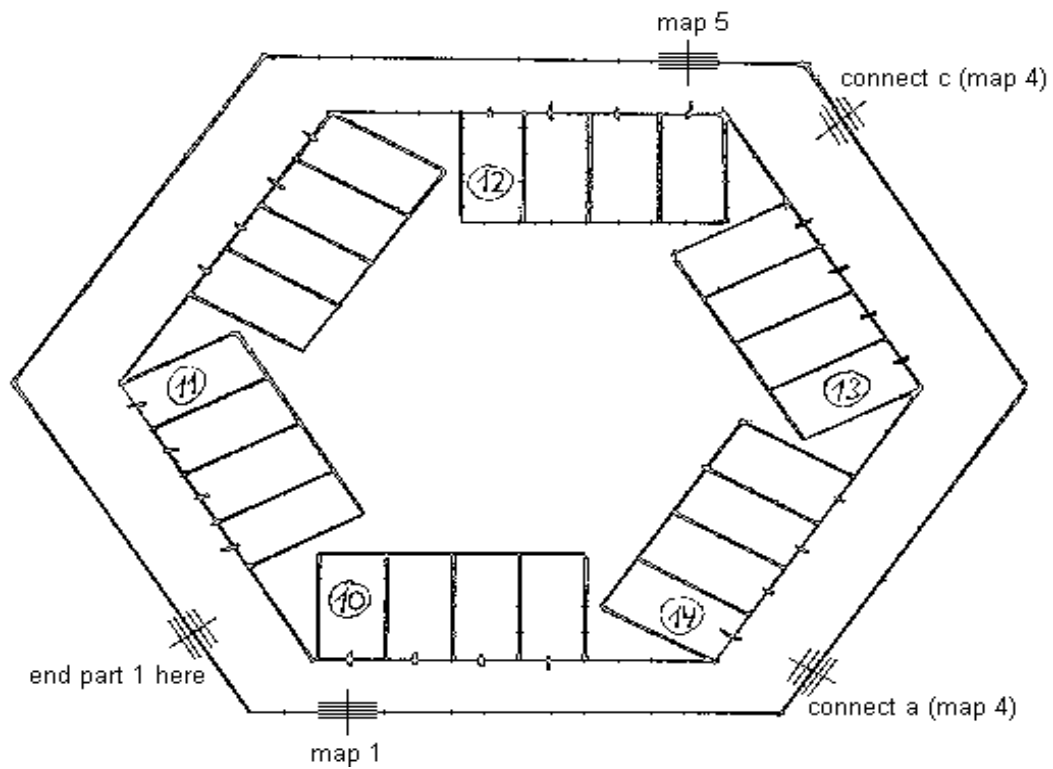 map 5
connect c (map 4)
12
11
13
10
14
end part 1 here
connect a (map 4)
map 1